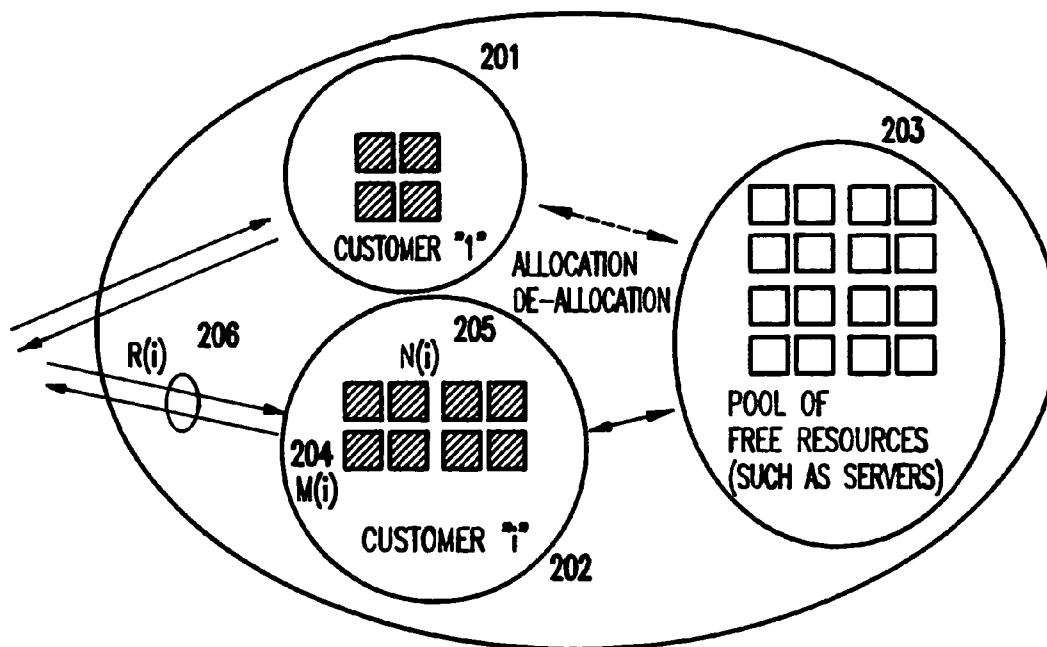 201
CUSTOMER "1"
203
ALLOCATION
DE-ALLOCATION
206
R(i)
205
N(i)
204
M(i)
CUSTOMER "i"
202
POOL OF
FREE RESOURCES
(SUCH AS SERVERS)